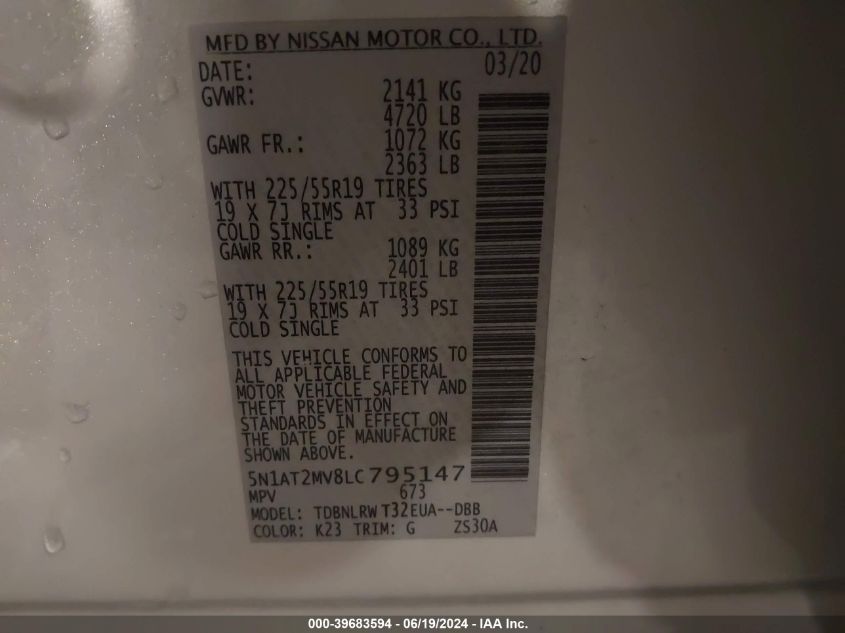 MFD BY NISSAN MOTOR CO., LTD.
DATE: 03/20
GVWR: 2141 KG
4720 LB
GAWR FR.: 1072 KG
2363 LB
WITH 225/55R19 TIRES
19 X 7J RIMS AT 33 PSI
COLD SINGLE
GAWR RR.: 1089 KG
2401 LB
WITH 225/55R19 TIRES
19 X 7J RIMS AT 33 PSI
COLD SINGLE
THIS VEHICLE CONFORMS TO
ALL APPLICABLE FEDERAL
MOTOR VEHICLE SAFETY AND
THEFT PREVENTION
STANDARDS IN EFFECT ON
THE DATE OF MANUFACTURE
SHOWN ABOVE.
5N1AT2MV8LC795147
MPV 673
MODEL: TDBNLRW T32EUA--DBB
COLOR: K23 TRIM: G ZS30A
000-39683594 - 06/19/2024 - IAA Inc.